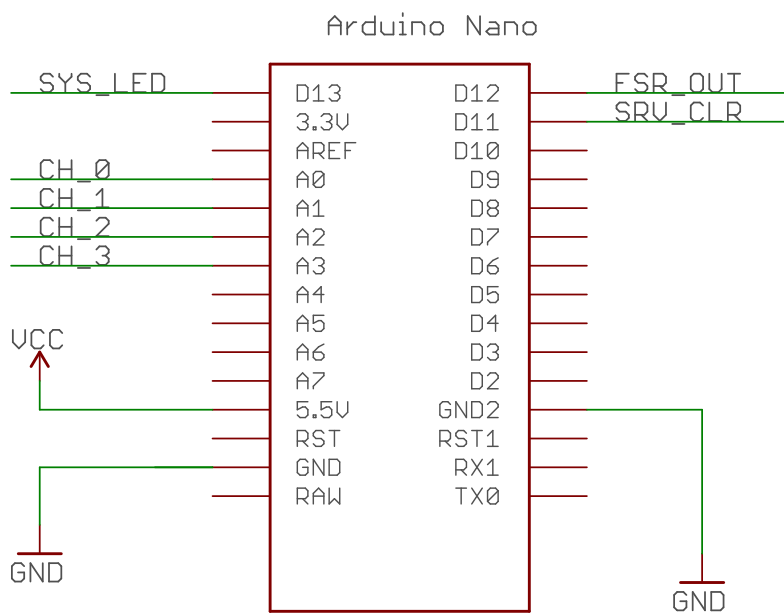 Arduino Nano
SYS_LED D13 D12 FSR_OUT
3.3V D11 SRV_CLR
AREF D10
CH_0 A0 D9
CH_1 A1 D8
CH_2 A2 D7
CH_3 A3 D6
A4 D5
A5 D4
VCC A6 D3
A7 D2
5.5V GND2
RST RST1
GND RX1
RAW TX0
GND
GND